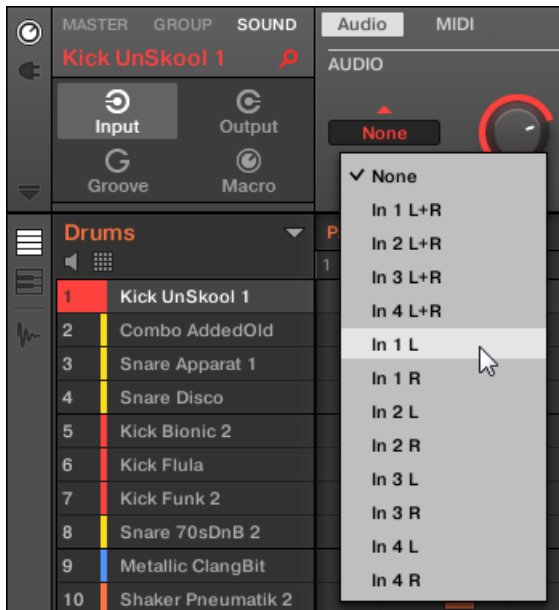 MASTER GROUP SOUND
Kick UnSkool 1
Input Output
Groove Macro
Audio MIDI
AUDIO
None
✓ None
In 1 L+R
In 2 L+R
In 3 L+R
In 4 L+R
In 1 L
In 1 R
In 2 L
In 2 R
In 3 L
In 3 R
In 4 L
In 4 R
Drums
1
1 Kick UnSkool 1
2 Combo AddedOld
3 Snare Apparat 1
4 Snare Disco
5 Kick Bionic 2
6 Kick Flula
7 Kick Funk 2
8 Snare 70sDnB 2
9 Metallic ClangBit
10 Shaker Pneumatik 2